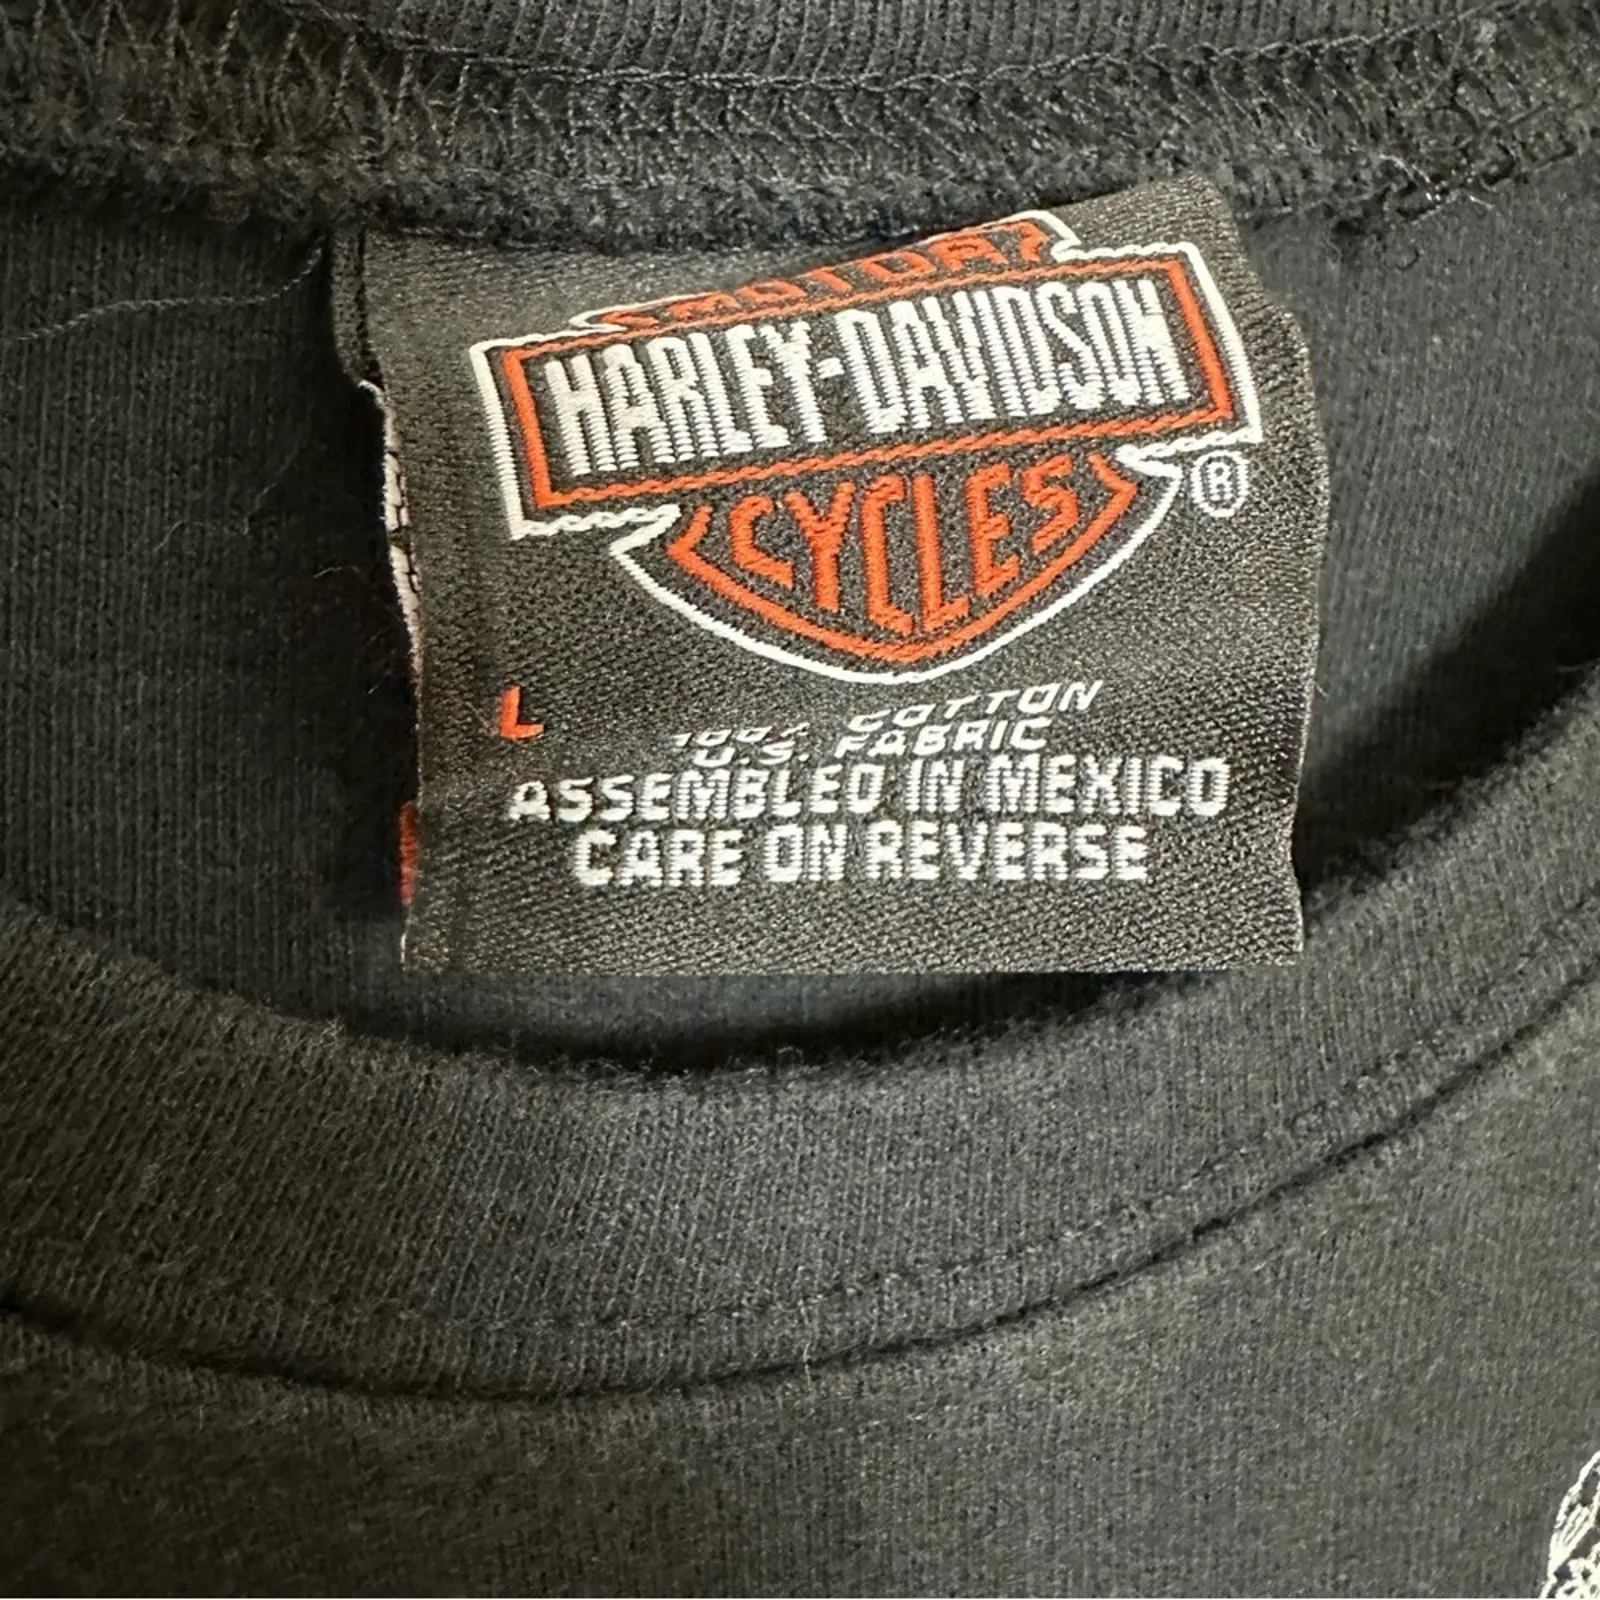 MOTOR
HARLEY-DAVIDSON
CYCLES
®
L
100% COTTON
U.S. FABRIC
ASSEMBLED IN MEXICO
CARE ON REVERSE